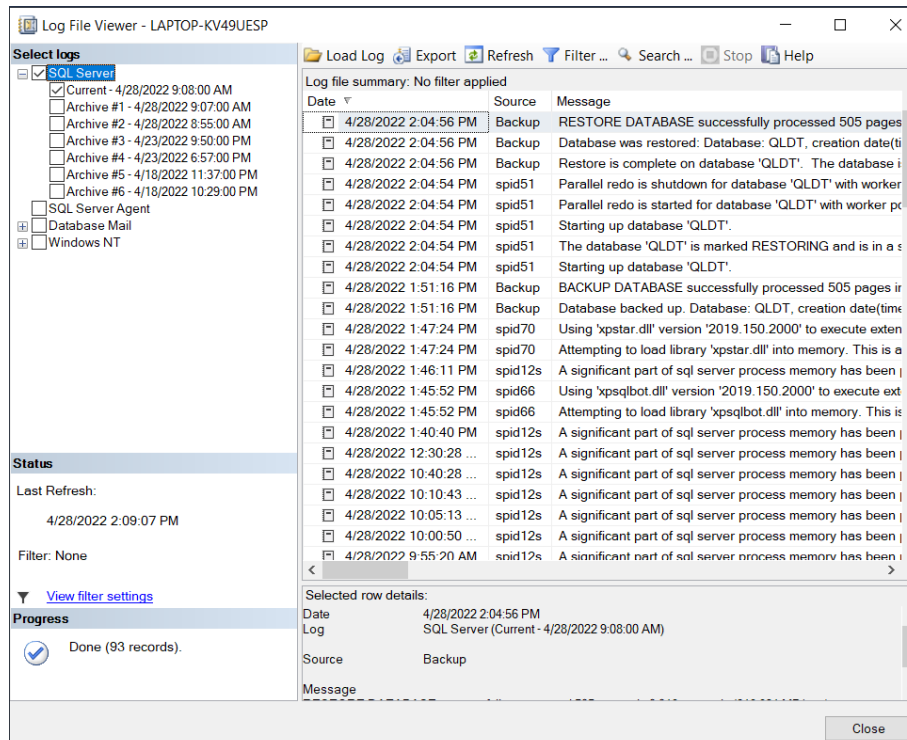 Log File Viewer - LAPTOP-KV49UESP
Select logs
SQL Server
Current - 4/28/2022 9:08:00 AM
Archive #1 - 4/28/2022 9:07:00 AM
Archive #2 - 4/28/2022 8:55:00 AM
Archive #3 - 4/23/2022 9:50:00 PM
Archive #4 - 4/23/2022 6:57:00 PM
Archive #5 - 4/18/2022 11:37:00 PM
Archive #6 - 4/18/2022 10:29:00 PM
SQL Server Agent
Database Mail
Windows NT
Status
Last Refresh:
4/28/2022 2:09:07 PM
Filter: None
View filter settings
Progress
Done (93 records).
Load Log Export Refresh Filter ... Search ... Stop Help
Log file summary: No filter applied
Date Source Message
4/28/2022 2:04:56 PM Backup RESTORE DATABASE successfully processed 505 pages
4/28/2022 2:04:56 PM Backup Database was restored: Database: QLDT, creation date(ti
4/28/2022 2:04:56 PM Backup Restore is complete on database 'QLDT'. The database i
4/28/2022 2:04:54 PM spid51 Parallel redo is shutdown for database 'QLDT' with worker
4/28/2022 2:04:54 PM spid51 Parallel redo is started for database 'QLDT' with worker po
4/28/2022 2:04:54 PM spid51 Starting up database 'QLDT'.
4/28/2022 2:04:54 PM spid51 The database 'QLDT' is marked RESTORING and is in a s
4/28/2022 2:04:54 PM spid51 Starting up database 'QLDT'.
4/28/2022 1:51:16 PM Backup BACKUP DATABASE successfully processed 505 pages in
4/28/2022 1:51:16 PM Backup Database backed up. Database: QLDT, creation date(time
4/28/2022 1:47:24 PM spid70 Using 'xpstar.dll' version '2019.150.2000' to execute exten
4/28/2022 1:47:24 PM spid70 Attempting to load library 'xpstar.dll' into memory. This is a
4/28/2022 1:46:11 PM spid12s A significant part of sql server process memory has been
4/28/2022 1:45:52 PM spid66 Using 'xpsqlbot.dll' version '2019.150.2000' to execute ext
4/28/2022 1:45:52 PM spid66 Attempting to load library 'xpsqlbot.dll' into memory. This is
4/28/2022 1:40:40 PM spid12s A significant part of sql server process memory has been
4/28/2022 12:30:28 ... spid12s A significant part of sql server process memory has been
4/28/2022 10:40:28 ... spid12s A significant part of sql server process memory has been
4/28/2022 10:10:43 ... spid12s A significant part of sql server process memory has been
4/28/2022 10:05:13 ... spid12s A significant part of sql server process memory has been
4/28/2022 10:00:50 ... spid12s A significant part of sql server process memory has been
4/28/2022 9:55:20 AM spid12s A significant part of sql server process memory has been
Selected row details:
Date 4/28/2022 2:04:56 PM
Log SQL Server (Current - 4/28/2022 9:08:00 AM)
Source Backup
Message
Close